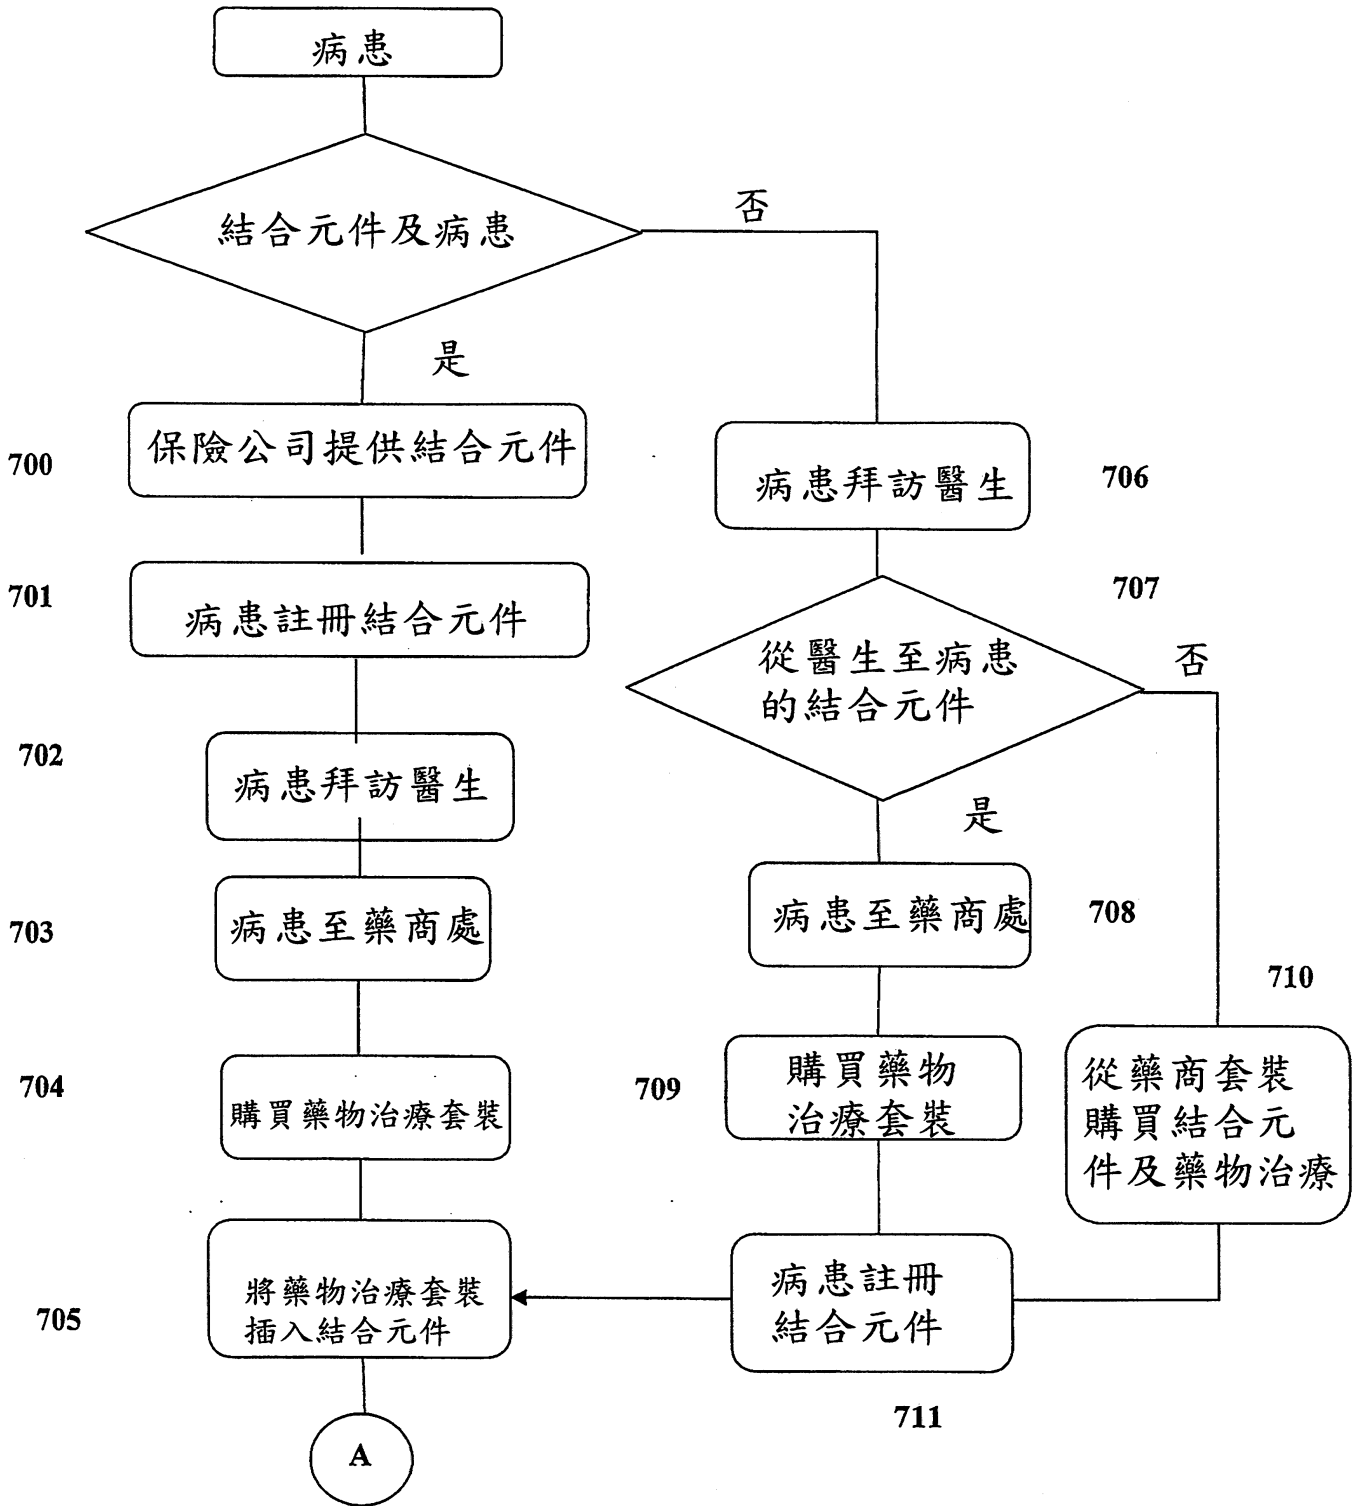 病患
結合元件及病患
否
是
700
保險公司提供結合元件
701
病患註冊結合元件
702
病患拜訪醫生
703
病患至藥商處
704
購買藥物治療套裝
705
將藥物治療套裝
插入結合元件
A
706
病患拜訪醫生
707
從醫生至病患
的結合元件
否
是
708
病患至藥商處
709
購買藥物
治療套裝
710
從藥商套裝
購買結合元
件及藥物治療
病患註冊
結合元件
711